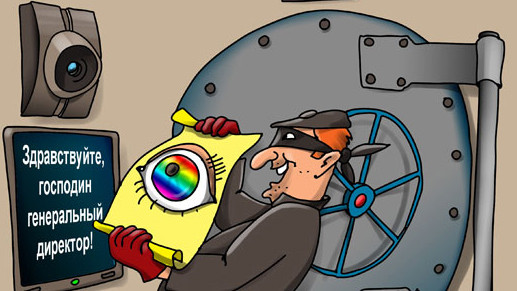 Здравствуйте,
господин
генеральный
директор!